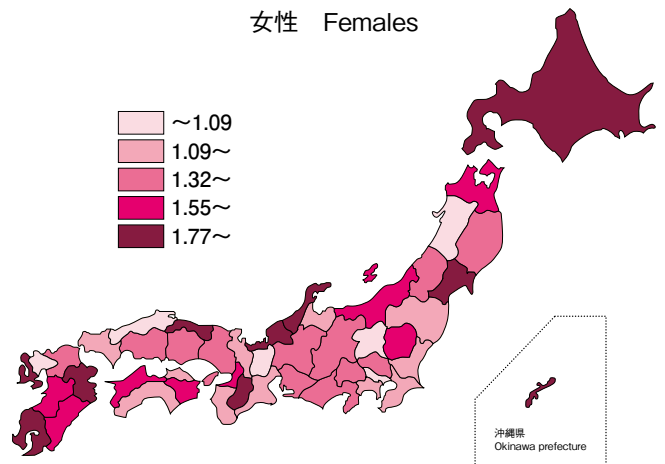 女性　Females
～1.09
1.09～
1.32～
1.55～
1.77～
沖縄県
Okinawa prefecture